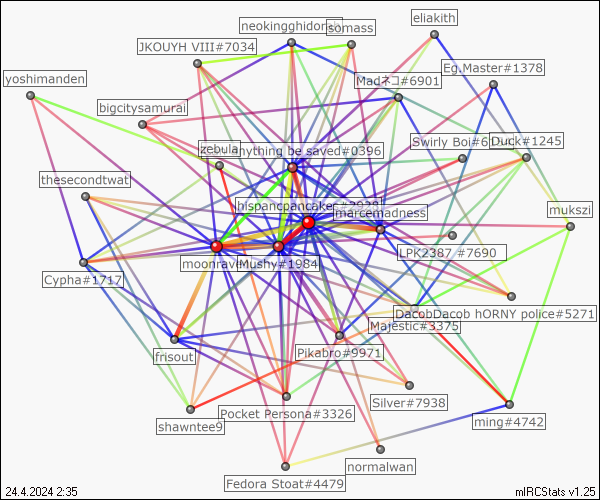 eliakith
neokingghidorah
somass
JKOUYH VIII#7034
Eg.Master#1378
Madネコ#6901
yoshimanden
bigcitysamurai
Swirly Boi#6
Duck#1245
zebula
nything be saved#0396
thesecondtwat
hispancpancakes#2929
marcemadness
mukszi
LPK2387 '7690
moonravi
Mushy#1984
Cypha#1717
DacobDacob hORNY police#5271
Majestic#3375
Pikabro#9971
frisout
Silver#7938
Pocket Persona#3326
ming#4742
shawntee9
normalwan
Fedora Stoat#4479
24.4.2024 2:35
mIRCStats v1.25